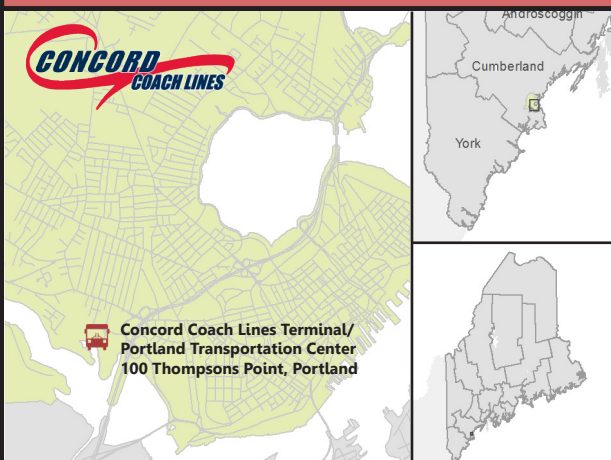 CONCORD
COACH LINES
Concord Coach Lines Terminal/
Portland Transportation Center
100 Thompsons Point, Portland
Androscoggin
Cumberland
York